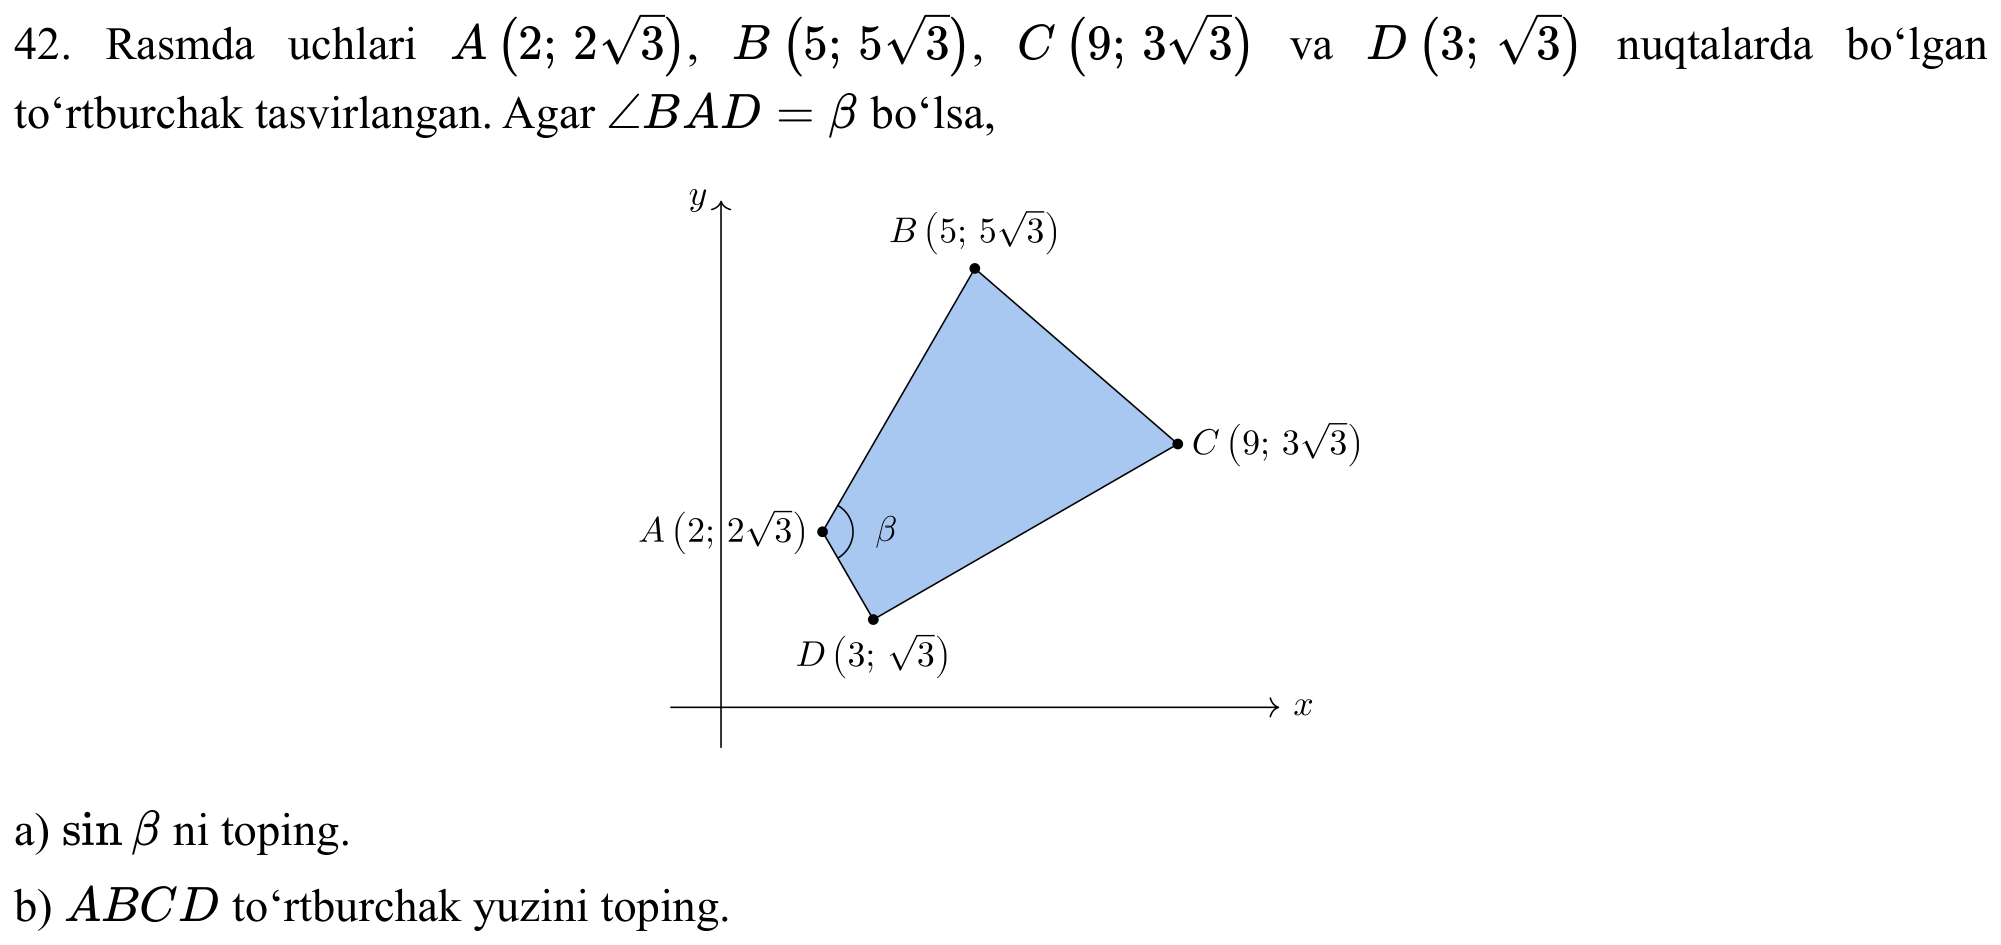 42. Rasmda uchlari A (2; 2√3), B (5; 5√3), C (9; 3√3) va D (3; √3) nuqtalarda bo‘lgan
to‘rtburchak tasvirlangan. Agar ∠BAD = β bo‘lsa,
y
B (5; 5√3)
C (9; 3√3)
A (2; 2√3)
β
D (3; √3)
x
a) sin β ni toping.
b) ABCD to‘rtburchak yuzini toping.